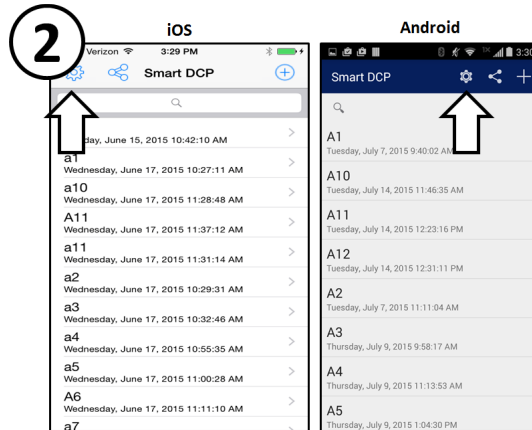 2
iOS
Android
Verizon 3:29 PM
Smart DCP
day, June 15, 2015 10:42:10 AM
a1
Wednesday, June 17, 2015 10:27:11 AM
a10
Wednesday, June 17, 2015 11:28:48 AM
A11
Wednesday, June 17, 2015 11:37:12 AM
a11
Wednesday, June 17, 2015 11:31:14 AM
a2
Wednesday, June 17, 2015 10:29:31 AM
a3
Wednesday, June 17, 2015 10:32:46 AM
a4
Wednesday, June 17, 2015 10:55:35 AM
a5
Wednesday, June 17, 2015 11:00:28 AM
A6
Wednesday, June 17, 2015 11:11:10 AM
a7
3:30
Smart DCP
A1
Tuesday, July 7, 2015 9:40:02 AM
A10
Tuesday, July 14, 2015 11:46:35 AM
A11
Tuesday, July 14, 2015 12:23:16 PM
A12
Tuesday, July 14, 2015 12:31:11 PM
A2
Tuesday, July 7, 2015 11:11:04 AM
A3
Thursday, July 9, 2015 9:58:17 AM
A4
Thursday, July 9, 2015 11:13:53 AM
A5
Thursday, July 9, 2015 1:04:30 PM